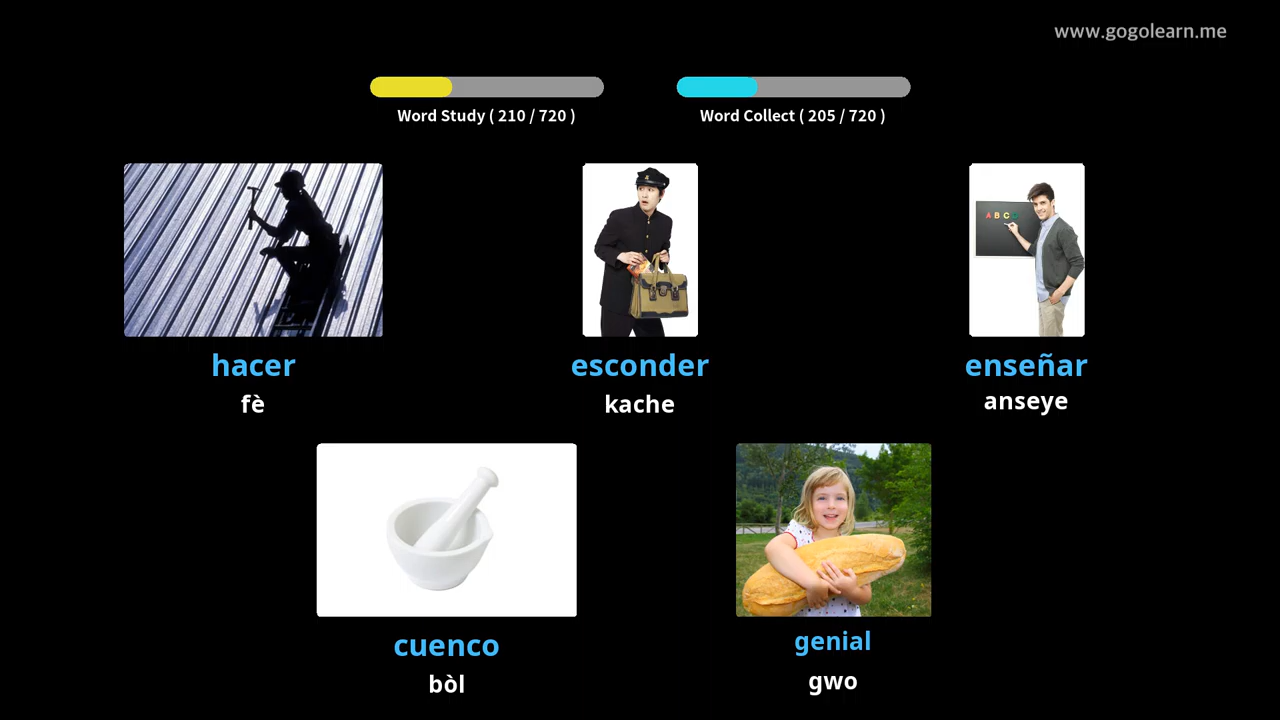 www.gogolearn.me
Word Study ( 210 / 720 )
Word Collect ( 205 / 720 )
A B C D
hacer
fè
esconder
kache
enseñar
anseye
cuenco
bòl
genial
gwo